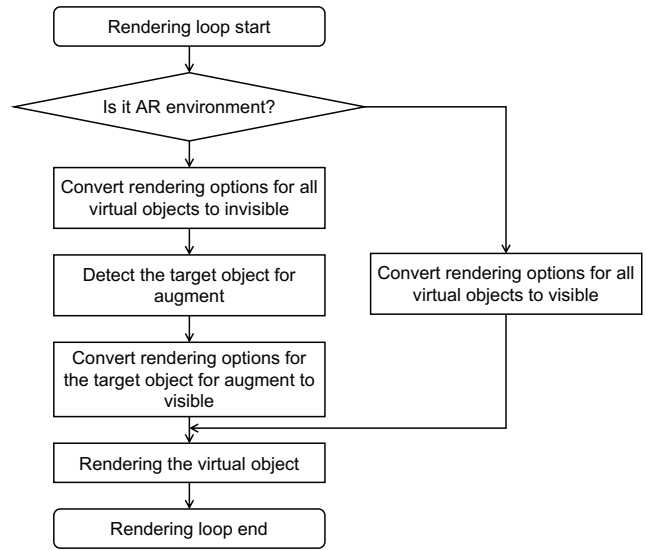 Rendering loop start
Is it AR environment?
Convert rendering options for all
virtual objects to invisible
Detect the target object for
augment
Convert rendering options for all
virtual objects to visible
Convert rendering options for
the target object for augment to
visible
Rendering the virtual object
Rendering loop end